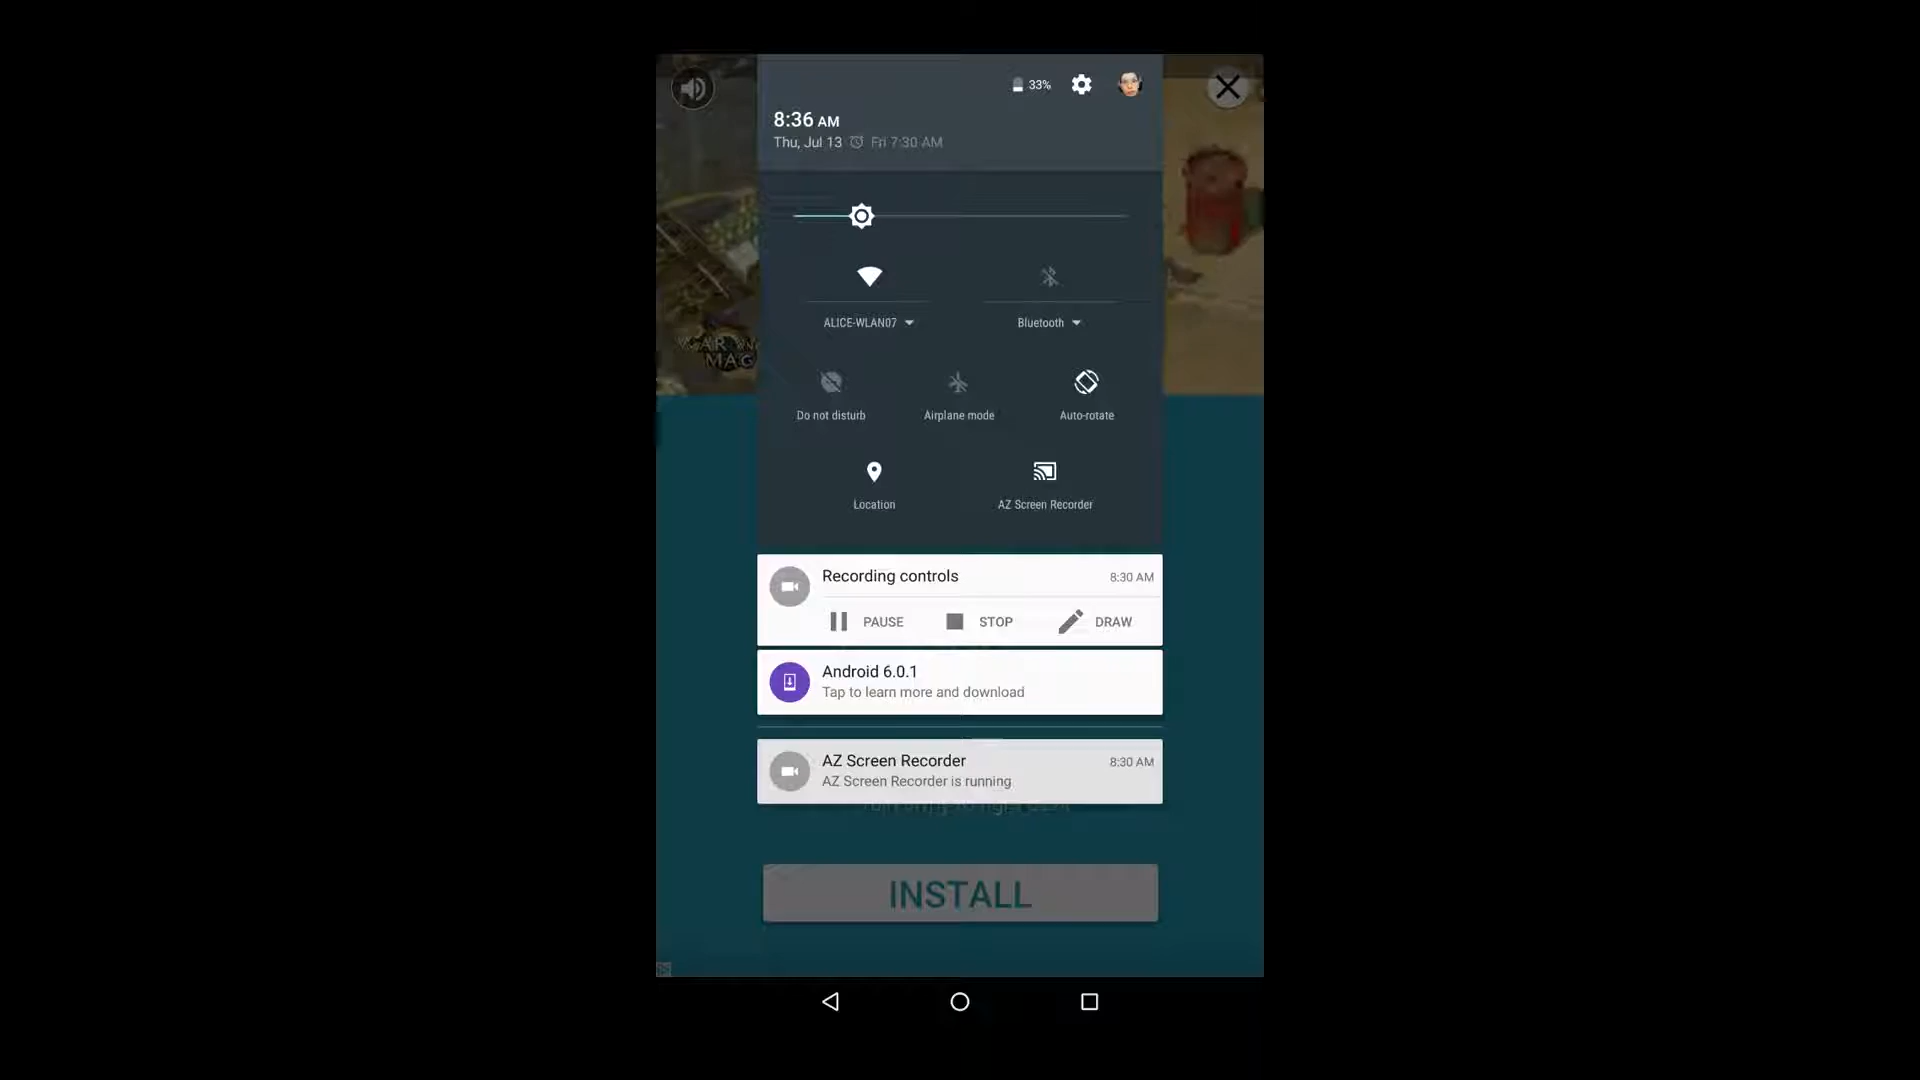 33%
8:36 AM
Thu, Jul 13 Fri 7:30 AM
ALICE-WLAN07
Bluetooth
Do not disturb
Airplane mode
Auto-rotate
Location
AZ Screen Recorder
Recording controls
8:30 AM
PAUSE
STOP
DRAW
Android 6.0.1
Tap to learn more and download
AZ Screen Recorder
8:30 AM
AZ Screen Recorder is running
INSTALL